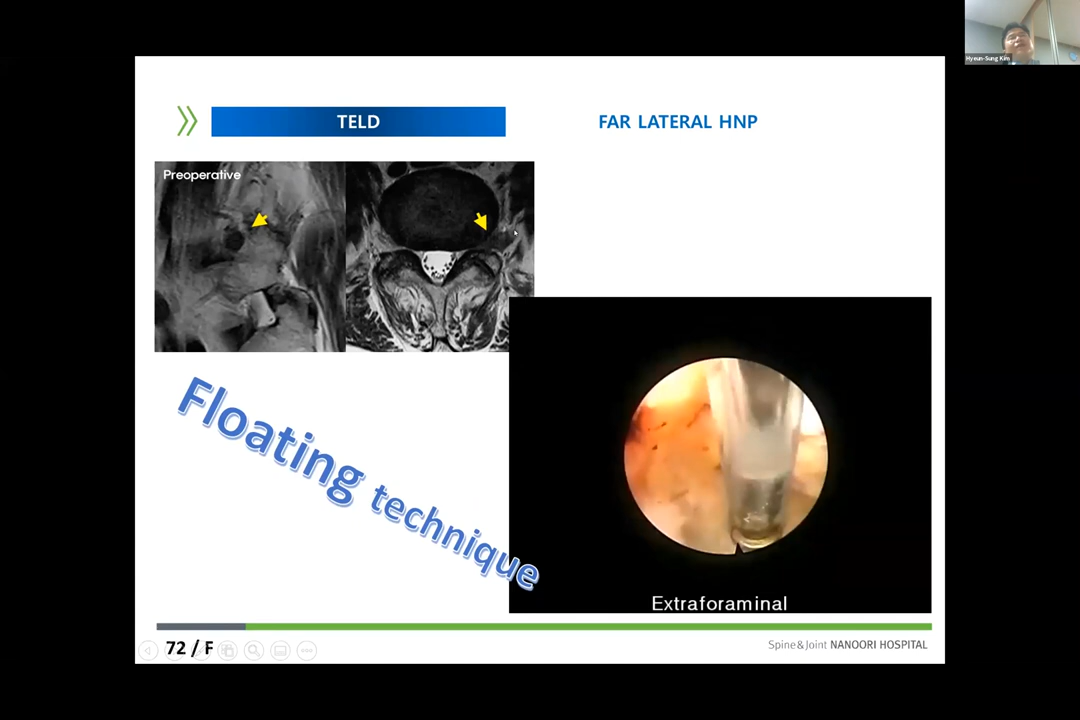 Hyeun-Sung Kim
TELD
FAR LATERAL HNP
Preoperative
Floating technique
Extraforaminal
72 / F
Spine&Joint NANOORI HOSPITAL